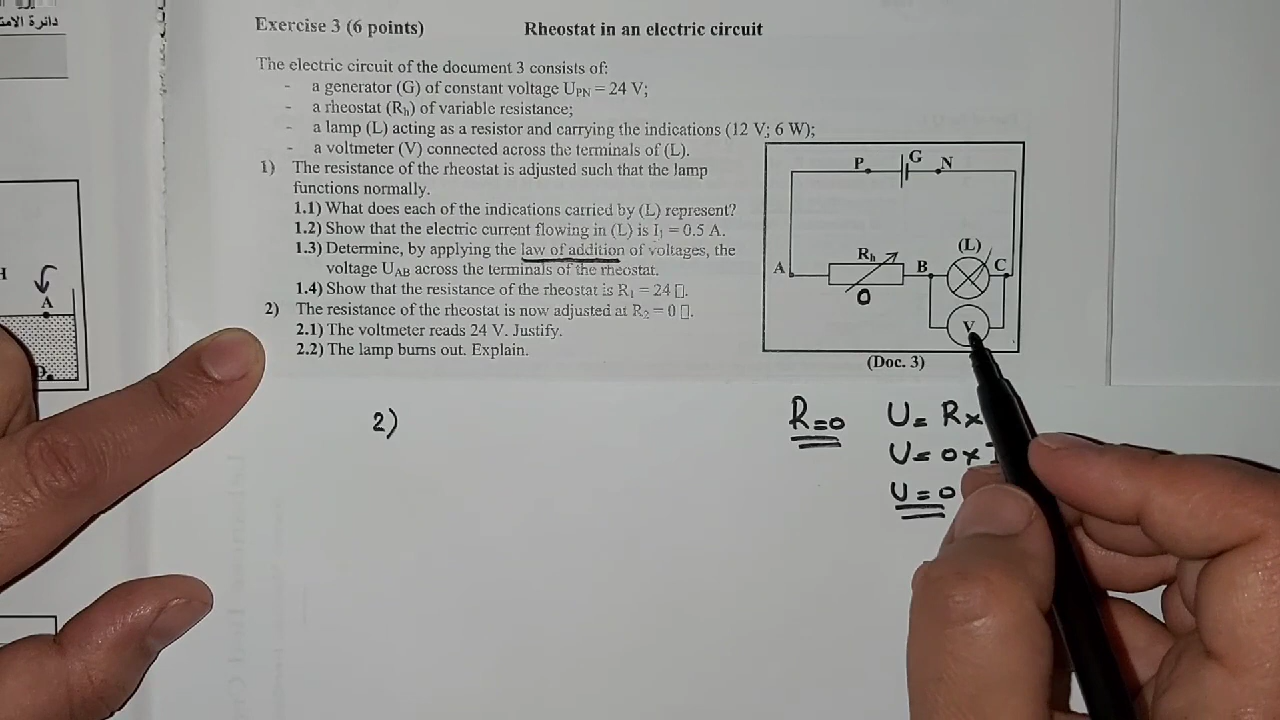 دائرة الامت
Exercise 3 (6 points)
Rheostat in an electric circuit
The electric circuit of the document 3 consists of:
- a generator (G) of constant voltage UPN = 24 V;
- a rheostat (Rh) of variable resistance;
- a lamp (L) acting as a resistor and carrying the indications (12 V; 6 W);
- a voltmeter (V) connected across the terminals of (L).
1) The resistance of the rheostat is adjusted such that the lamp
functions normally.
1.1) What does each of the indications carried by (L) represent?
1.2) Show that the electric current flowing in (L) is I1 = 0.5 A.
1.3) Determine, by applying the law of addition of voltages, the
voltage UAB across the terminals of the rheostat.
1.4) Show that the resistance of the rheostat is R1 = 24 ▯.
2) The resistance of the rheostat is now adjusted at R2 = 0 ▯.
2.1) The voltmeter reads 24 V. Justify.
2.2) The lamp burns out. Explain.
P G N
Rh (L)
A B C
0
V
(Doc. 3)
H
A
2)
R=0 U= Rx
U= 0x
U=0